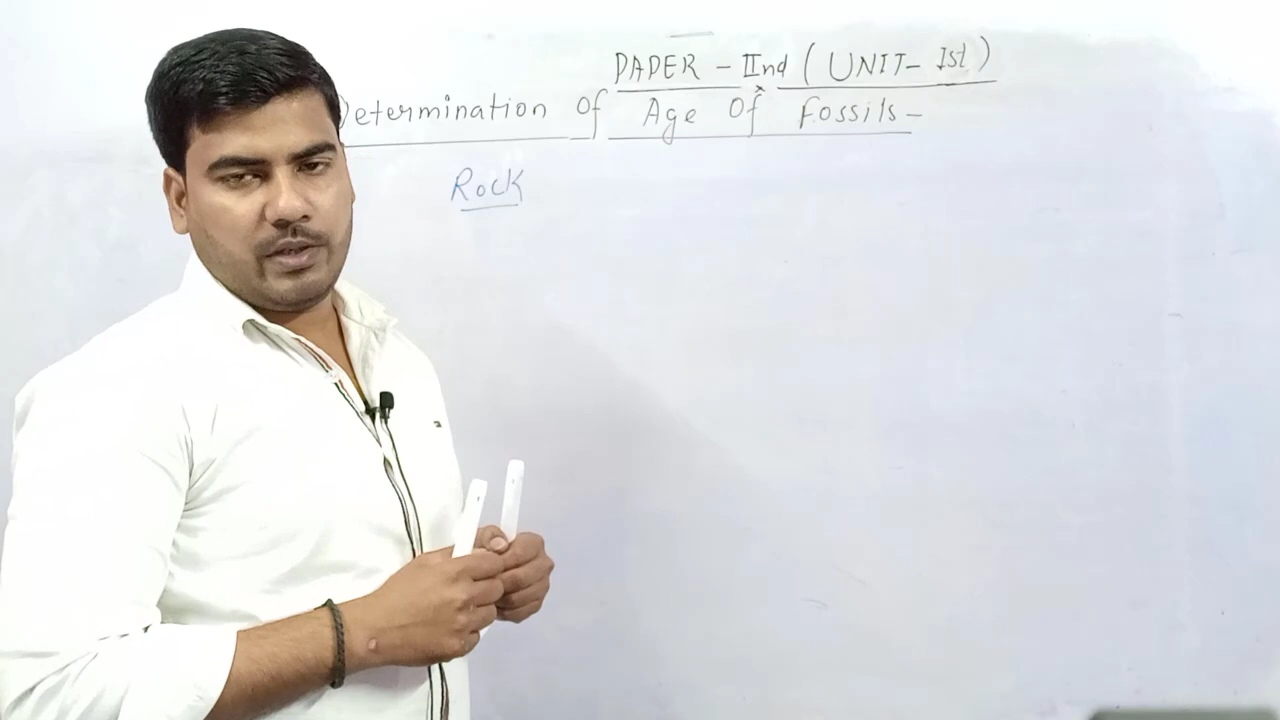 PAPER - IInd ( UNIT- Ist )
Determination Of Age Of Fossils -
Rock